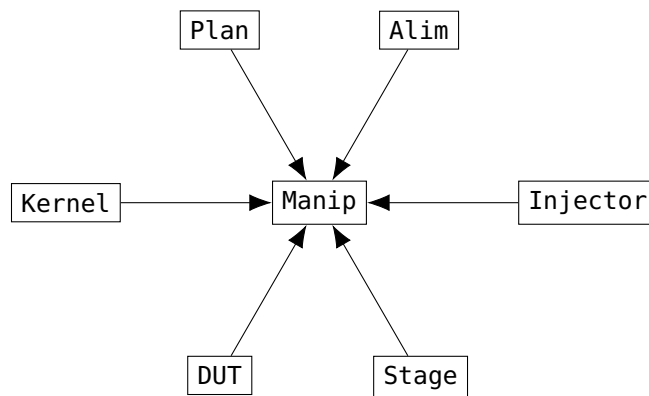 Plan
Alim
Kernel
Manip
Injector
DUT
Stage